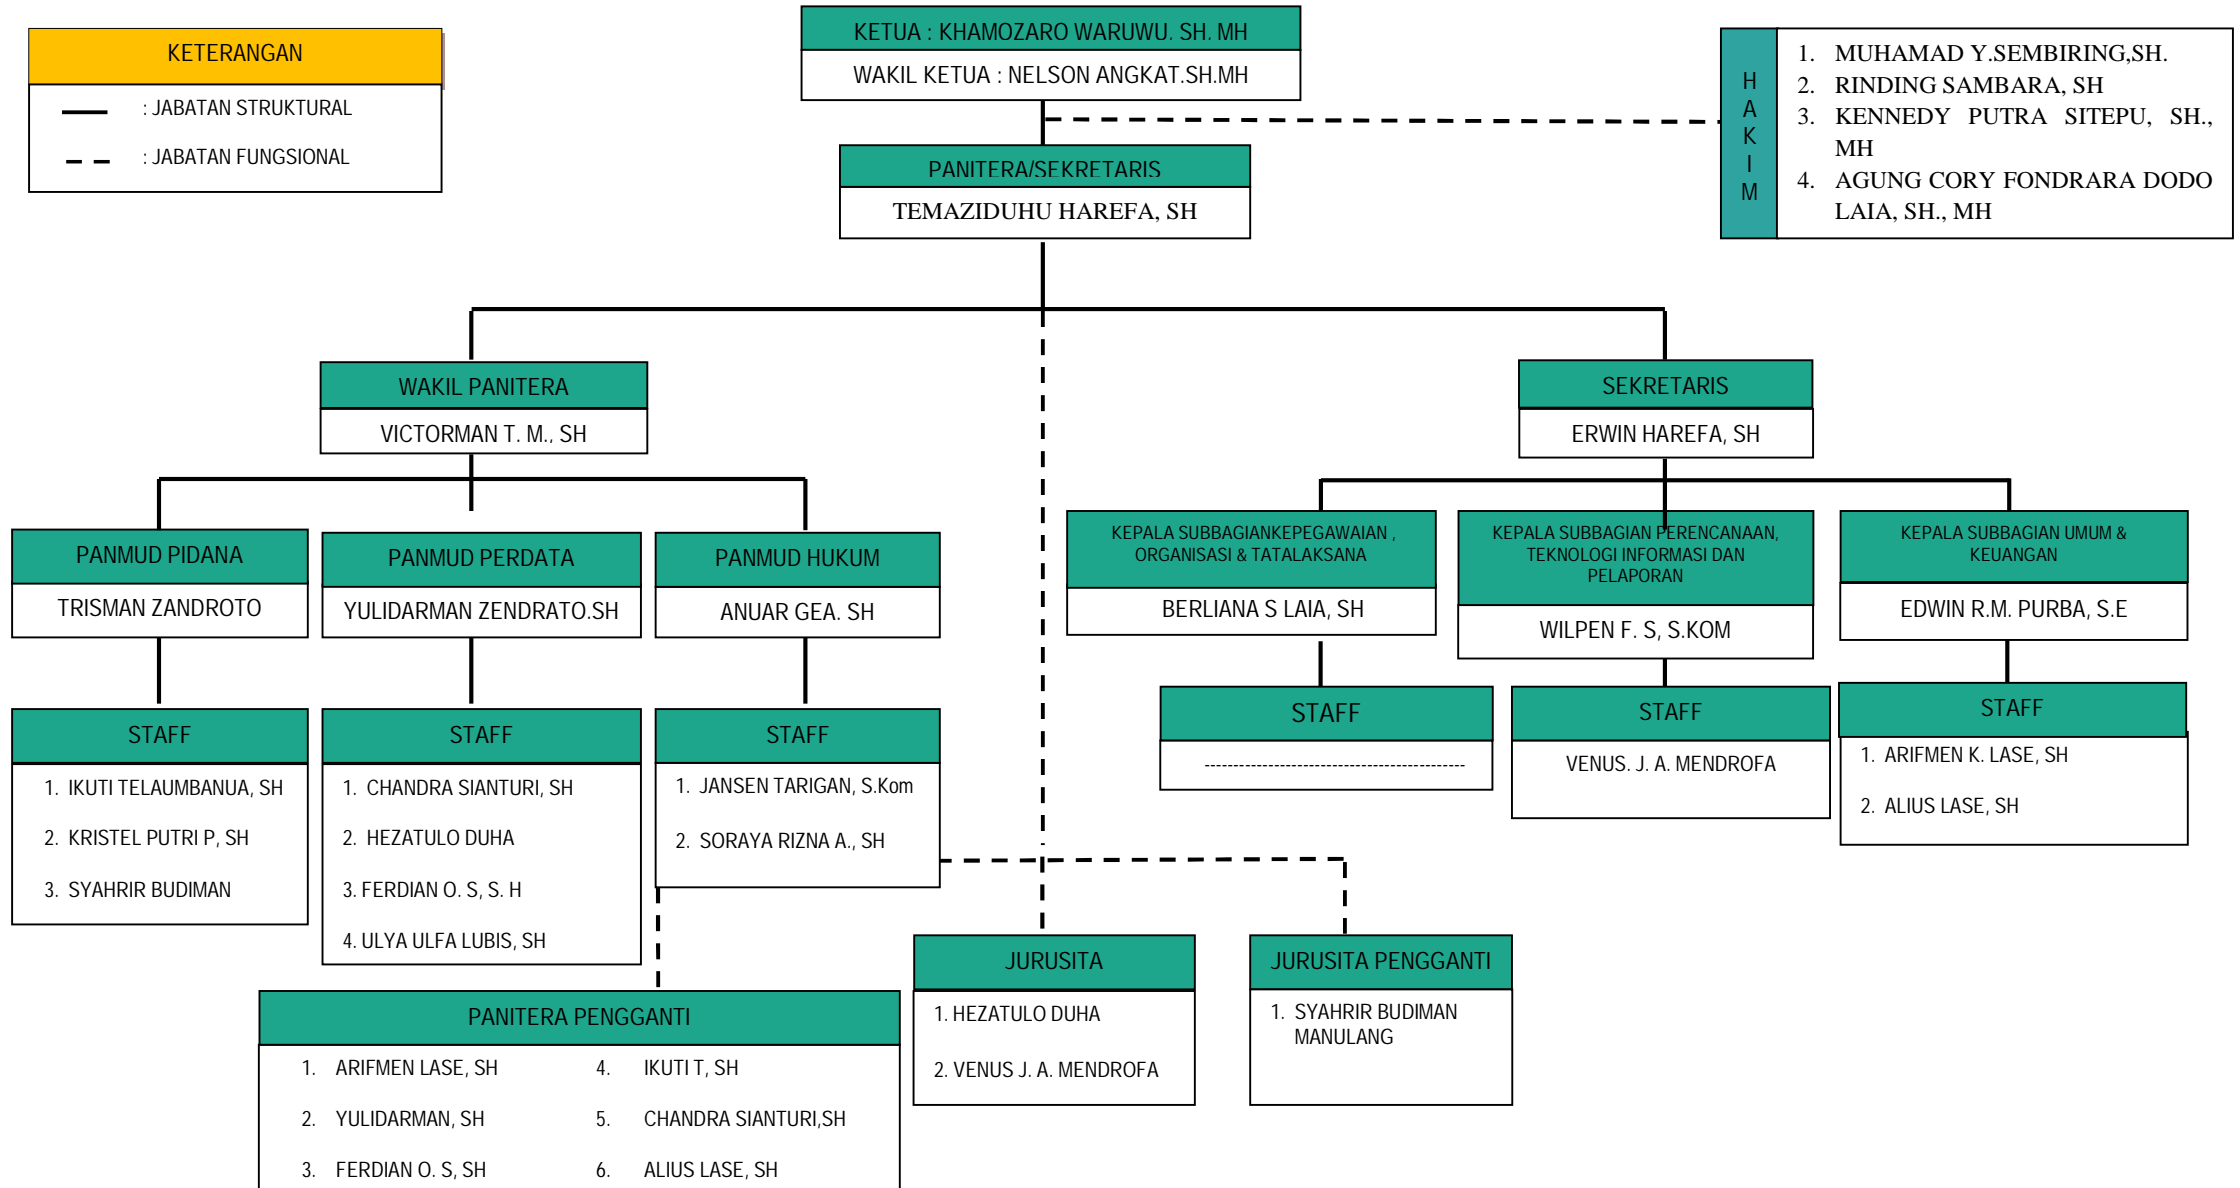 KETERANGAN
: JABATAN STRUKTURAL
: JABATAN FUNGSIONAL
KETUA : KHAMOZARO WARUWU. SH. MH
WAKIL KETUA : NELSON ANGKAT.SH.MH
HAKIM
1. MUHAMAD Y.SEMBIRING,SH.
2. RINDING SAMBARA, SH
3. KENNEDY PUTRA SITEPU, SH.,
MH
4. AGUNG CORY FONDRARA DODO
LAIA, SH., MH
PANITERA/SEKRETARIS
TEMAZIDUHU HAREFA, SH
WAKIL PANITERA
VICTORMAN T. M., SH
SEKRETARIS
ERWIN HAREFA, SH
PANMUD PIDANA
TRISMAN ZANDROTO
PANMUD PERDATA
YULIDARMAN ZENDRATO.SH
PANMUD HUKUM
ANUAR GEA. SH
KEPALA SUBBAGIANKEPEGAWAIAN ,
ORGANISASI & TATALAKSANA
BERLIANA S LAIA, SH
KEPALA SUBBAGIAN PERENCANAAN,
TEKNOLOGI INFORMASI DAN
PELAPORAN
WILPEN F. S, S.KOM
KEPALA SUBBAGIAN UMUM &
KEUANGAN
EDWIN R.M. PURBA, S.E
STAFF
1. IKUTI TELAUMBANUA, SH
2. KRISTEL PUTRI P, SH
3. SYAHRIR BUDIMAN
STAFF
1. CHANDRA SIANTURI, SH
2. HEZATULO DUHA
3. FERDIAN O. S, S. H
4. ULYA ULFA LUBIS, SH
STAFF
1. JANSEN TARIGAN, S.Kom
2. SORAYA RIZNA A., SH
STAFF
---------------------------------------------
STAFF
VENUS. J. A. MENDROFA
STAFF
1. ARIFMEN K. LASE, SH
2. ALIUS LASE, SH
PANITERA PENGGANTI
1. ARIFMEN LASE, SH
2. YULIDARMAN, SH
3. FERDIAN O. S, SH
4. IKUTI T, SH
5. CHANDRA SIANTURI,SH
6. ALIUS LASE, SH
JURUSITA
1. HEZATULO DUHA
2. VENUS J. A. MENDROFA
JURUSITA PENGGANTI
1. SYAHRIR BUDIMAN
MANULANG